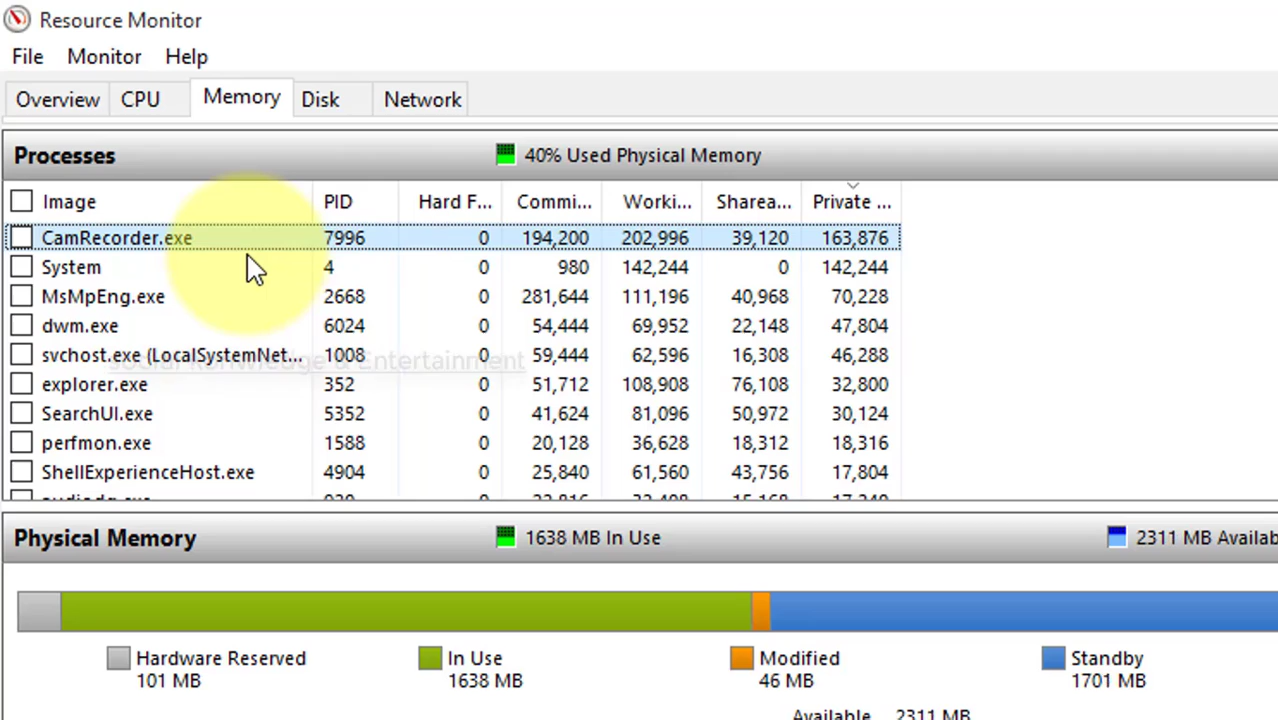 Resource Monitor
File Monitor Help
Overview CPU Memory Disk Network
Processes 40% Used Physical Memory
Image PID Hard F... Commi... Worki... Sharea... Private ...
CamRecorder.exe 7996 0 194,200 202,996 39,120 163,876
System 4 0 980 142,244 0 142,244
MsMpEng.exe 2668 0 281,644 111,196 40,968 70,228
dwm.exe 6024 0 54,444 69,952 22,148 47,804
svchost.exe (LocalSystemNet... 1008 0 59,444 62,596 16,308 46,288
& Entertainment
explorer.exe 352 0 51,712 108,908 76,108 32,800
SearchUI.exe 5352 0 41,624 81,096 50,972 30,124
perfmon.exe 1588 0 20,128 36,628 18,312 18,316
ShellExperienceHost.exe 4904 0 25,840 61,560 43,756 17,804
Physical Memory 1638 MB In Use 2311 MB Availab
Hardware Reserved In Use Modified Standby
101 MB 1638 MB 46 MB 1701 MB
Available 2311 MB